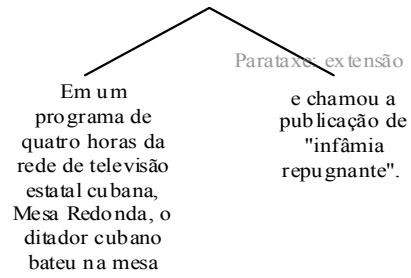 Parataxe: extensão
Em um
programa de
quatro horas da
rede de televisão
estatal cubana,
Mesa Redonda, o
ditador cubano
bateu na mesa
e chamou a
publicação de
"infâmia
repugnante".